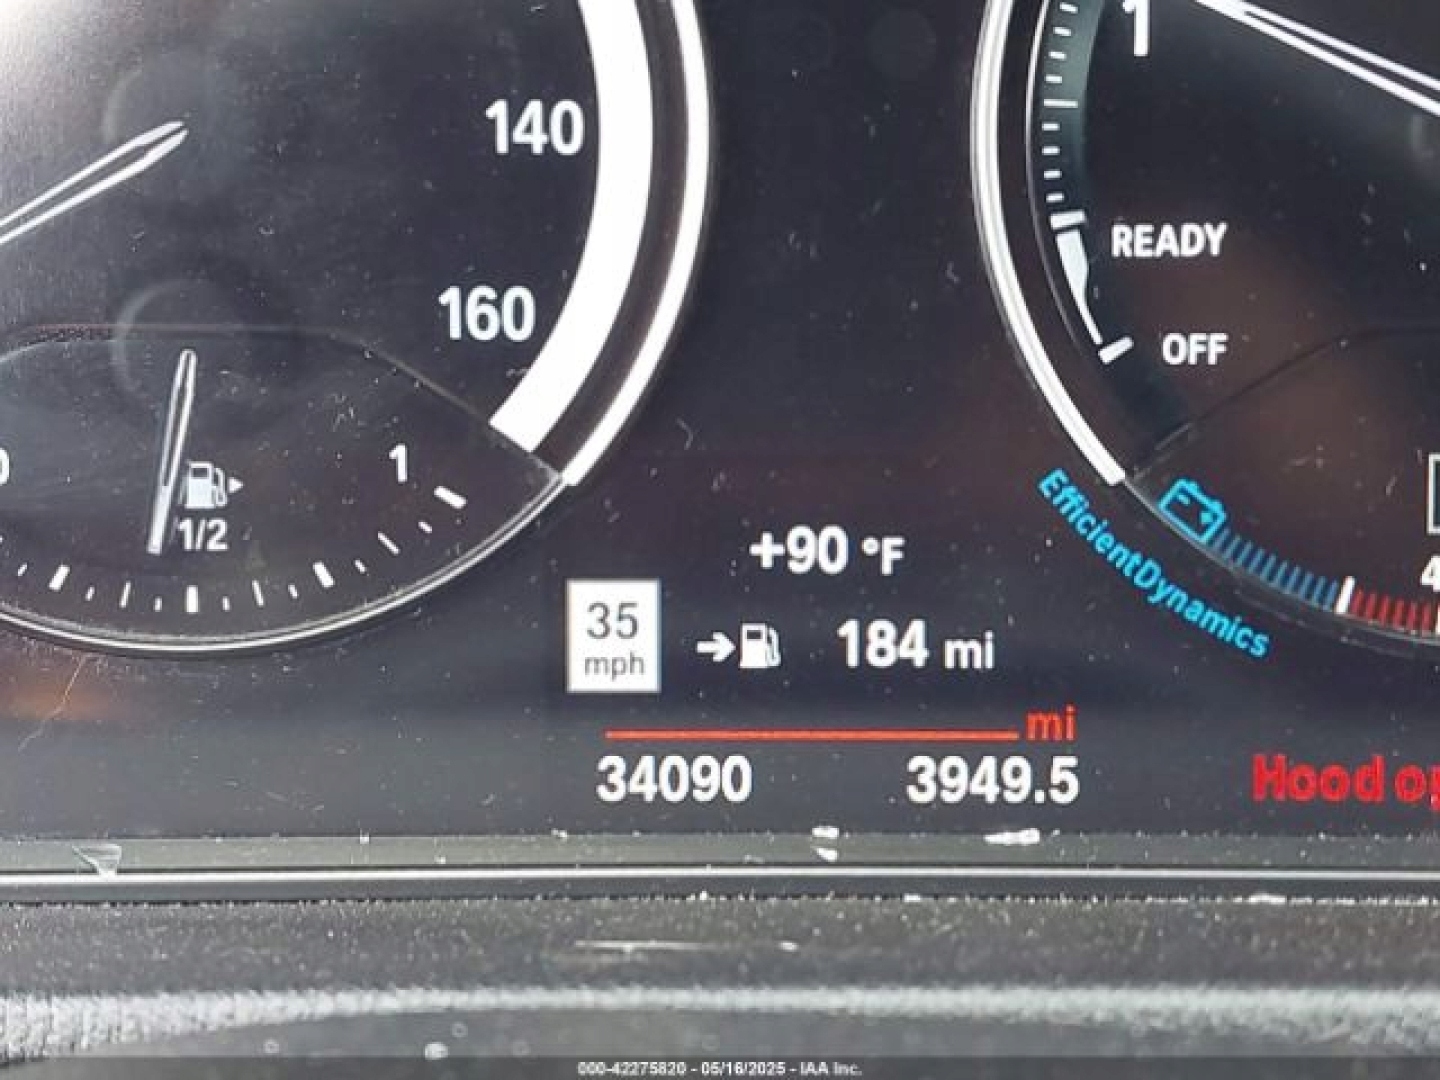 140
1
READY
160
OFF
1
1/2
EfficientDynamics
+90 °F
35
mph
184 mi
mi
34090 3949.5
Hood
000-42275820 - 05/16/2025 - IAA Inc.